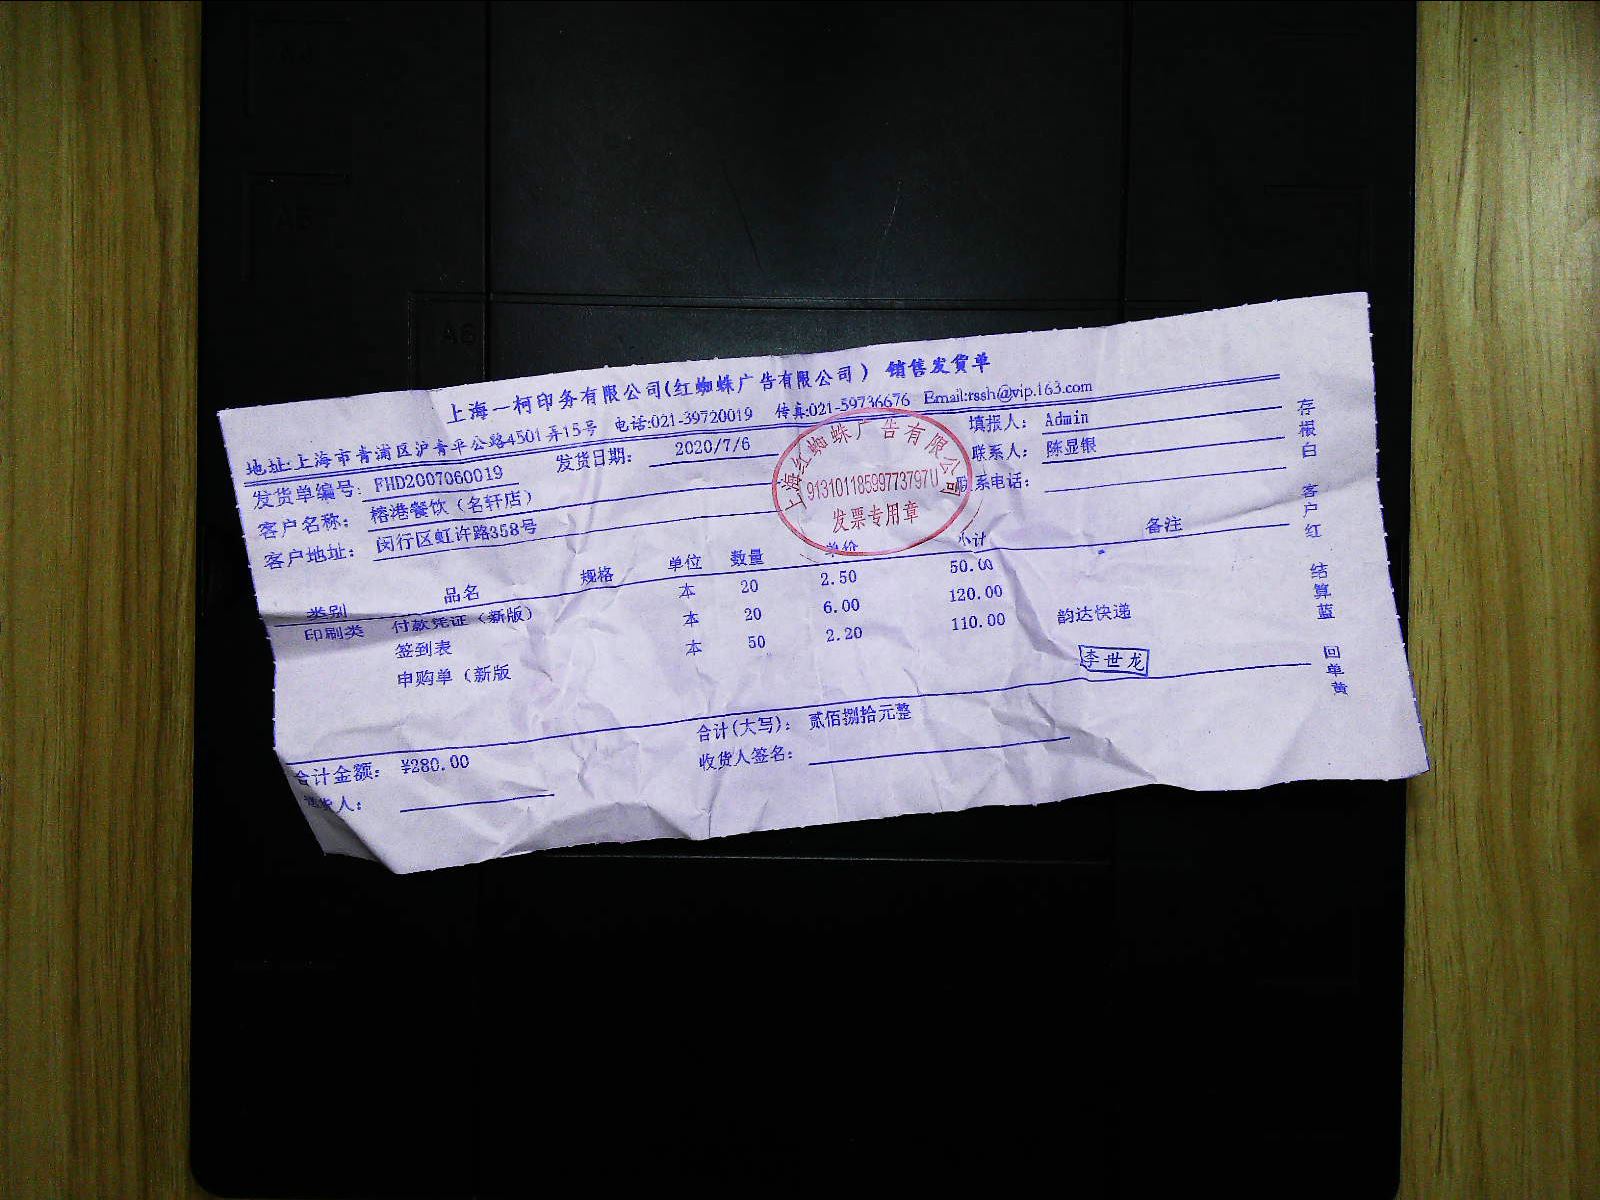 上海一柯印务有限公司(红蜘蛛广告有限公司) 销售发货单
地址:上海市青浦区沪青平公路4501弄15号 电话:021-39720019 传真:021-59736676 Email:rssh@vip.163.com
发货单编号: FHD2007060019 发货日期: 2020/7/6 填报人: Admin
客户名称: 榕港餐饮(名轩店) 联系人: 陈显银
客户地址: 闵行区虹许路358号 联系电话:
上海红蜘蛛广告有限公司
91310118599773797U
发票专用章
类别 品名 规格 单位 数量 单价 小计 备注
印刷类 付款凭证(新版) 本 20 2.50 50.00
签到表 本 20 6.00 120.00
申购单(新版 本 50 2.20 110.00 韵达快递
李世龙
合计金额: ¥280.00 合计(大写): 贰佰捌拾元整
送货人: 收货人签名:
存根白
客户红
结算蓝
回单黄